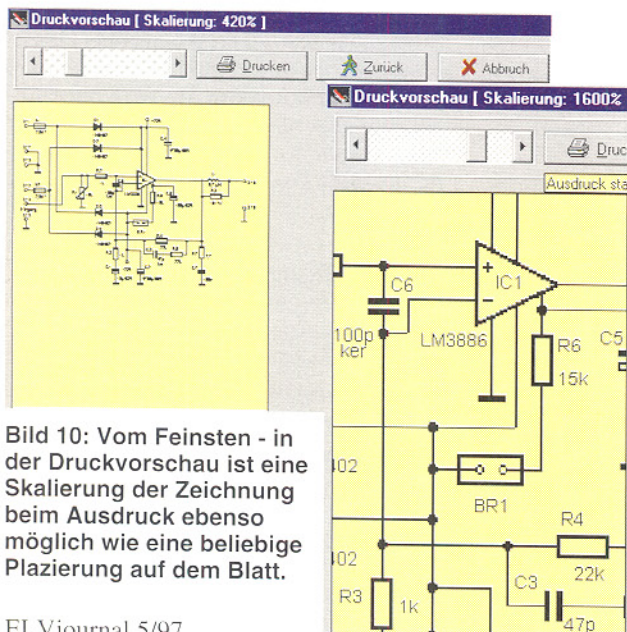 Druckvorschau [ Skalierung: 420% ]
Drucken
Zurück
Abbruch
Druckvorschau [ Skalierung: 1600%
Druc
Ausdruck sta
C6
100p
ker
IC1
LM3886
R6
15k
C5
402
BR1
R4
22k
402
C3
47p
R3
1k
Bild 10: Vom Feinsten - in
der Druckvorschau ist eine
Skalierung der Zeichnung
beim Ausdruck ebenso
möglich wie eine beliebige
Plazierung auf dem Blatt.
ELVjournal 5/97